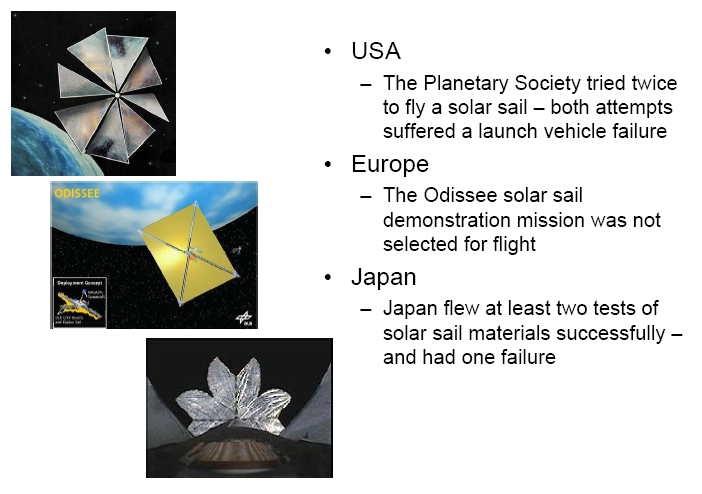 • USA
– The Planetary Society tried twice
to fly a solar sail – both attempts
suffered a launch vehicle failure
• Europe
– The Odissee solar sail
demonstration mission was not
selected for flight
• Japan
– Japan flew at least two tests of
solar sail materials successfully –
and had one failure
ODISSEE
Deployment Concept
DLR